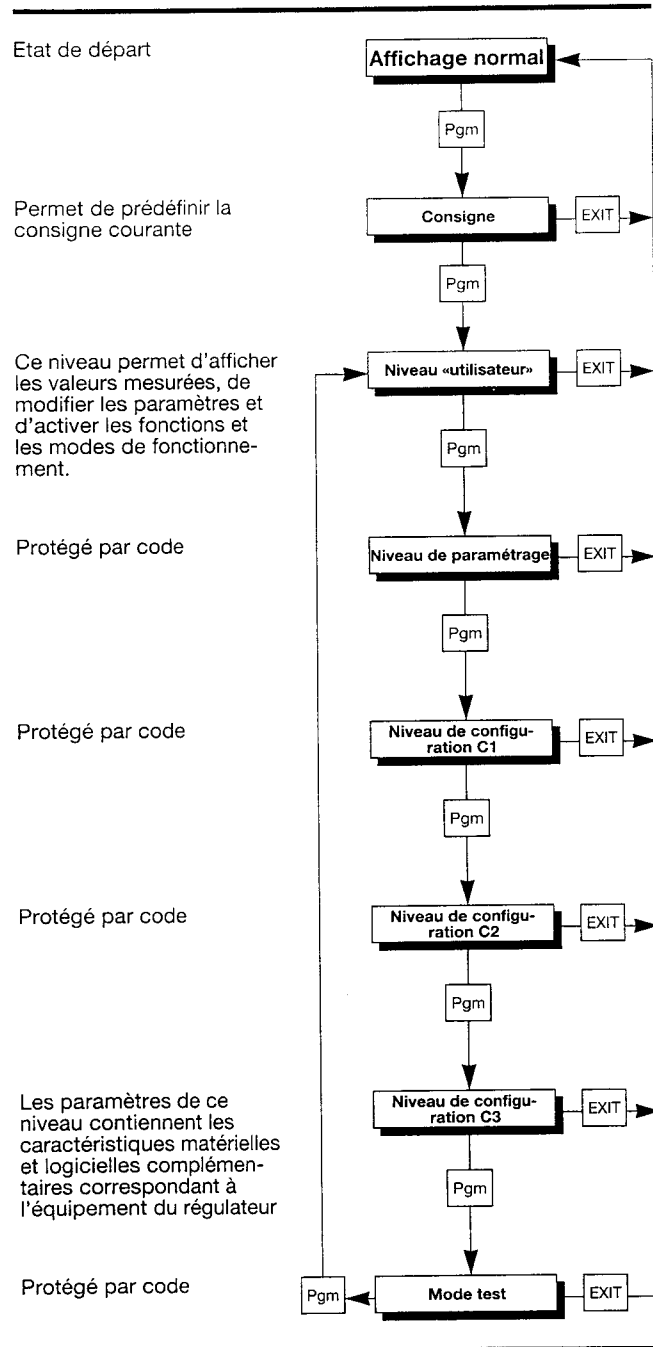 Etat de départ
Affichage normal
Pgm
Permet de prédéfinir la
consigne courante
Consigne
EXIT
Pgm
Ce niveau permet d'afficher
les valeurs mesurées, de
modifier les paramètres et
d'activer les fonctions et
les modes de fonctionne-
ment.
Niveau «utilisateur»
EXIT
Pgm
Protégé par code
Niveau de paramétrage
EXIT
Pgm
Protégé par code
Niveau de configu-
ration C1
EXIT
Pgm
Protégé par code
Niveau de configu-
ration C2
EXIT
Pgm
Les paramètres de ce
niveau contiennent les
caractéristiques matérielles
et logicielles complémen-
taires correspondant à
l'équipement du régulateur
Niveau de configu-
ration C3
EXIT
Pgm
Protégé par code
Pgm
Mode test
EXIT